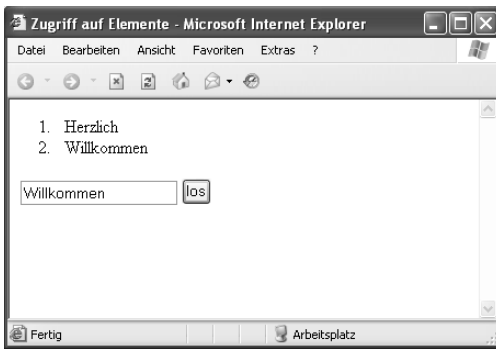 Zugriff auf Elemente - Microsoft Internet Explorer
Datei Bearbeiten Ansicht Favoriten Extras ?
1. Herzlich
2. Willkommen
Willkommen los
Fertig Arbeitsplatz